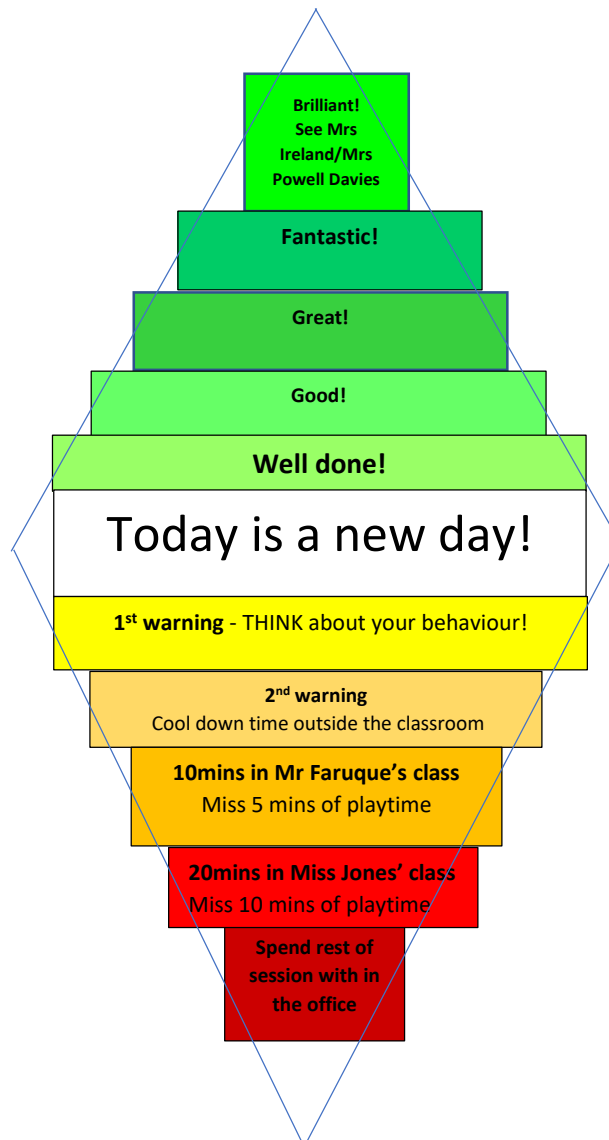 Brilliant!
See Mrs
Ireland/Mrs
Powell Davies
Fantastic!
Great!
Good!
Well done!
Today is a new day!
1st warning - THINK about your behaviour!
2nd warning
Cool down time outside the classroom
10mins in Mr Faruque’s class
Miss 5 mins of playtime
20mins in Miss Jones’ class
Miss 10 mins of playtime
Spend rest of
session with in
the office